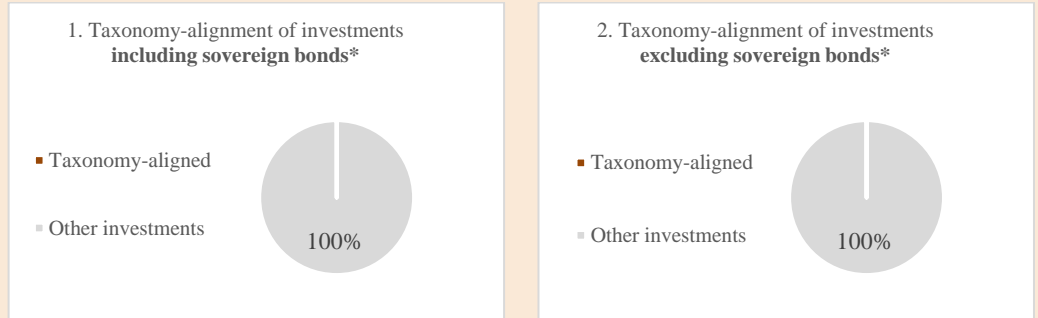 1. Taxonomy-alignment of investments
including sovereign bonds*
Taxonomy-aligned
Other investments
100%
2. Taxonomy-alignment of investments
excluding sovereign bonds*
Taxonomy-aligned
Other investments
100%